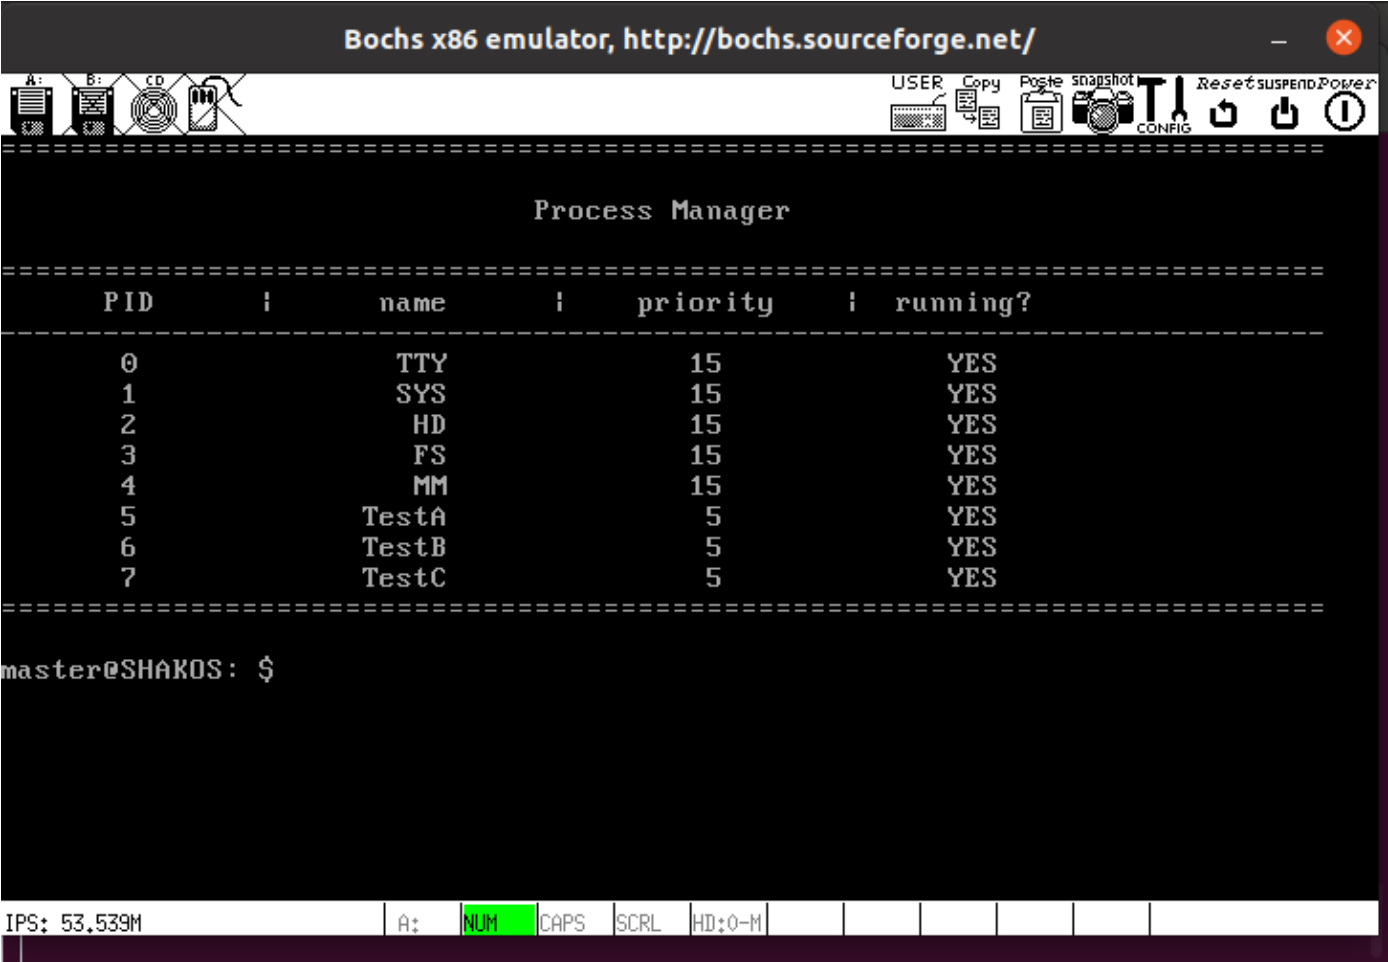 Bochs x86 emulator, http://bochs.sourceforge.net/
A: B: CD USER Copy Paste snapshot CONFIG Reset SUSPEND Power
================================================================================
Process Manager
================================================================================
PID | name | priority | running?
--------------------------------------------------------------------------------
0 TTY 15 YES
1 SYS 15 YES
2 HD 15 YES
3 FS 15 YES
4 MM 15 YES
5 TestA 5 YES
6 TestB 5 YES
7 TestC 5 YES
================================================================================
master@SHAKOS: $
IPS: 53.539M A: NUM CAPS SCRL HD:0-M